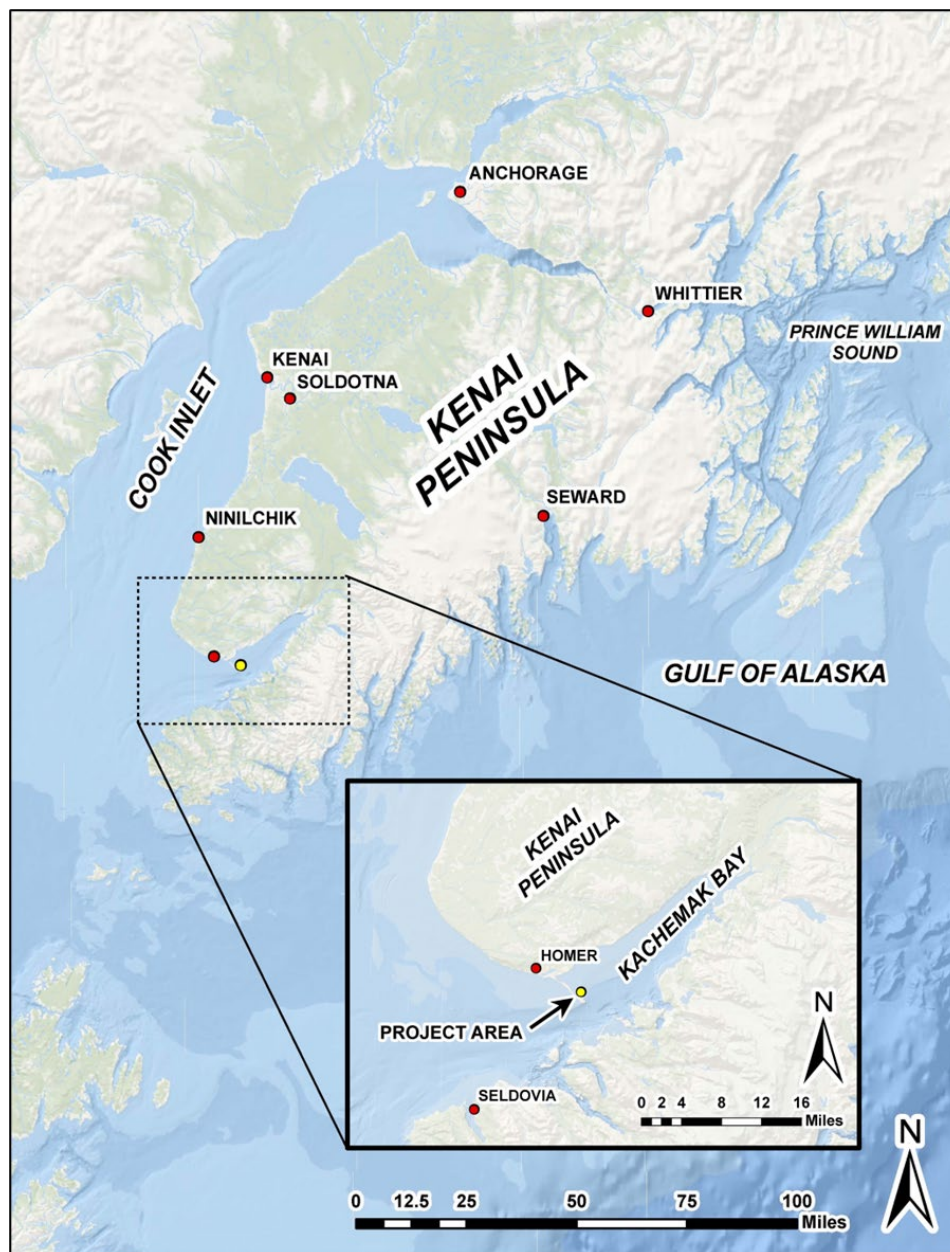 ANCHORAGE
WHITTIER
PRINCE WILLIAM
SOUND
KENAI
SOLDOTNA
KENAI
PENINSULA
COOK INLET
SEWARD
NINILCHIK
GULF OF ALASKA
KENAI
PENINSULA
KACHEMAK BAY
HOMER
PROJECT AREA
N
SELDOVIA
0 2 4 8 12 16
Miles
N
0 12.5 25 50 75 100
Miles